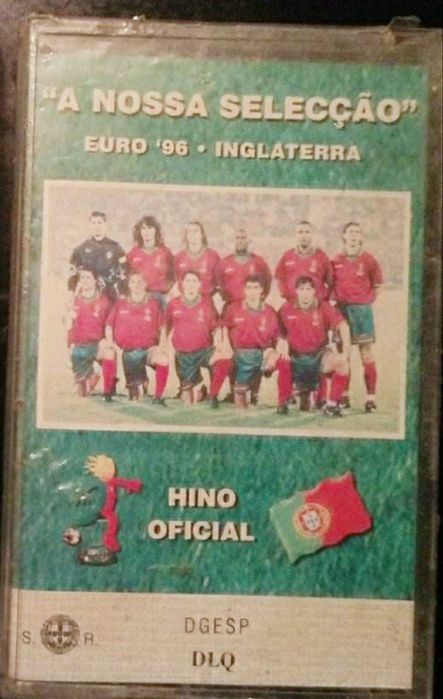 "A NOSSA SELECÇÃO"
EURO '96 • INGLATERRA
HINO
OFICIAL
S. R.
DGESP
DLQ